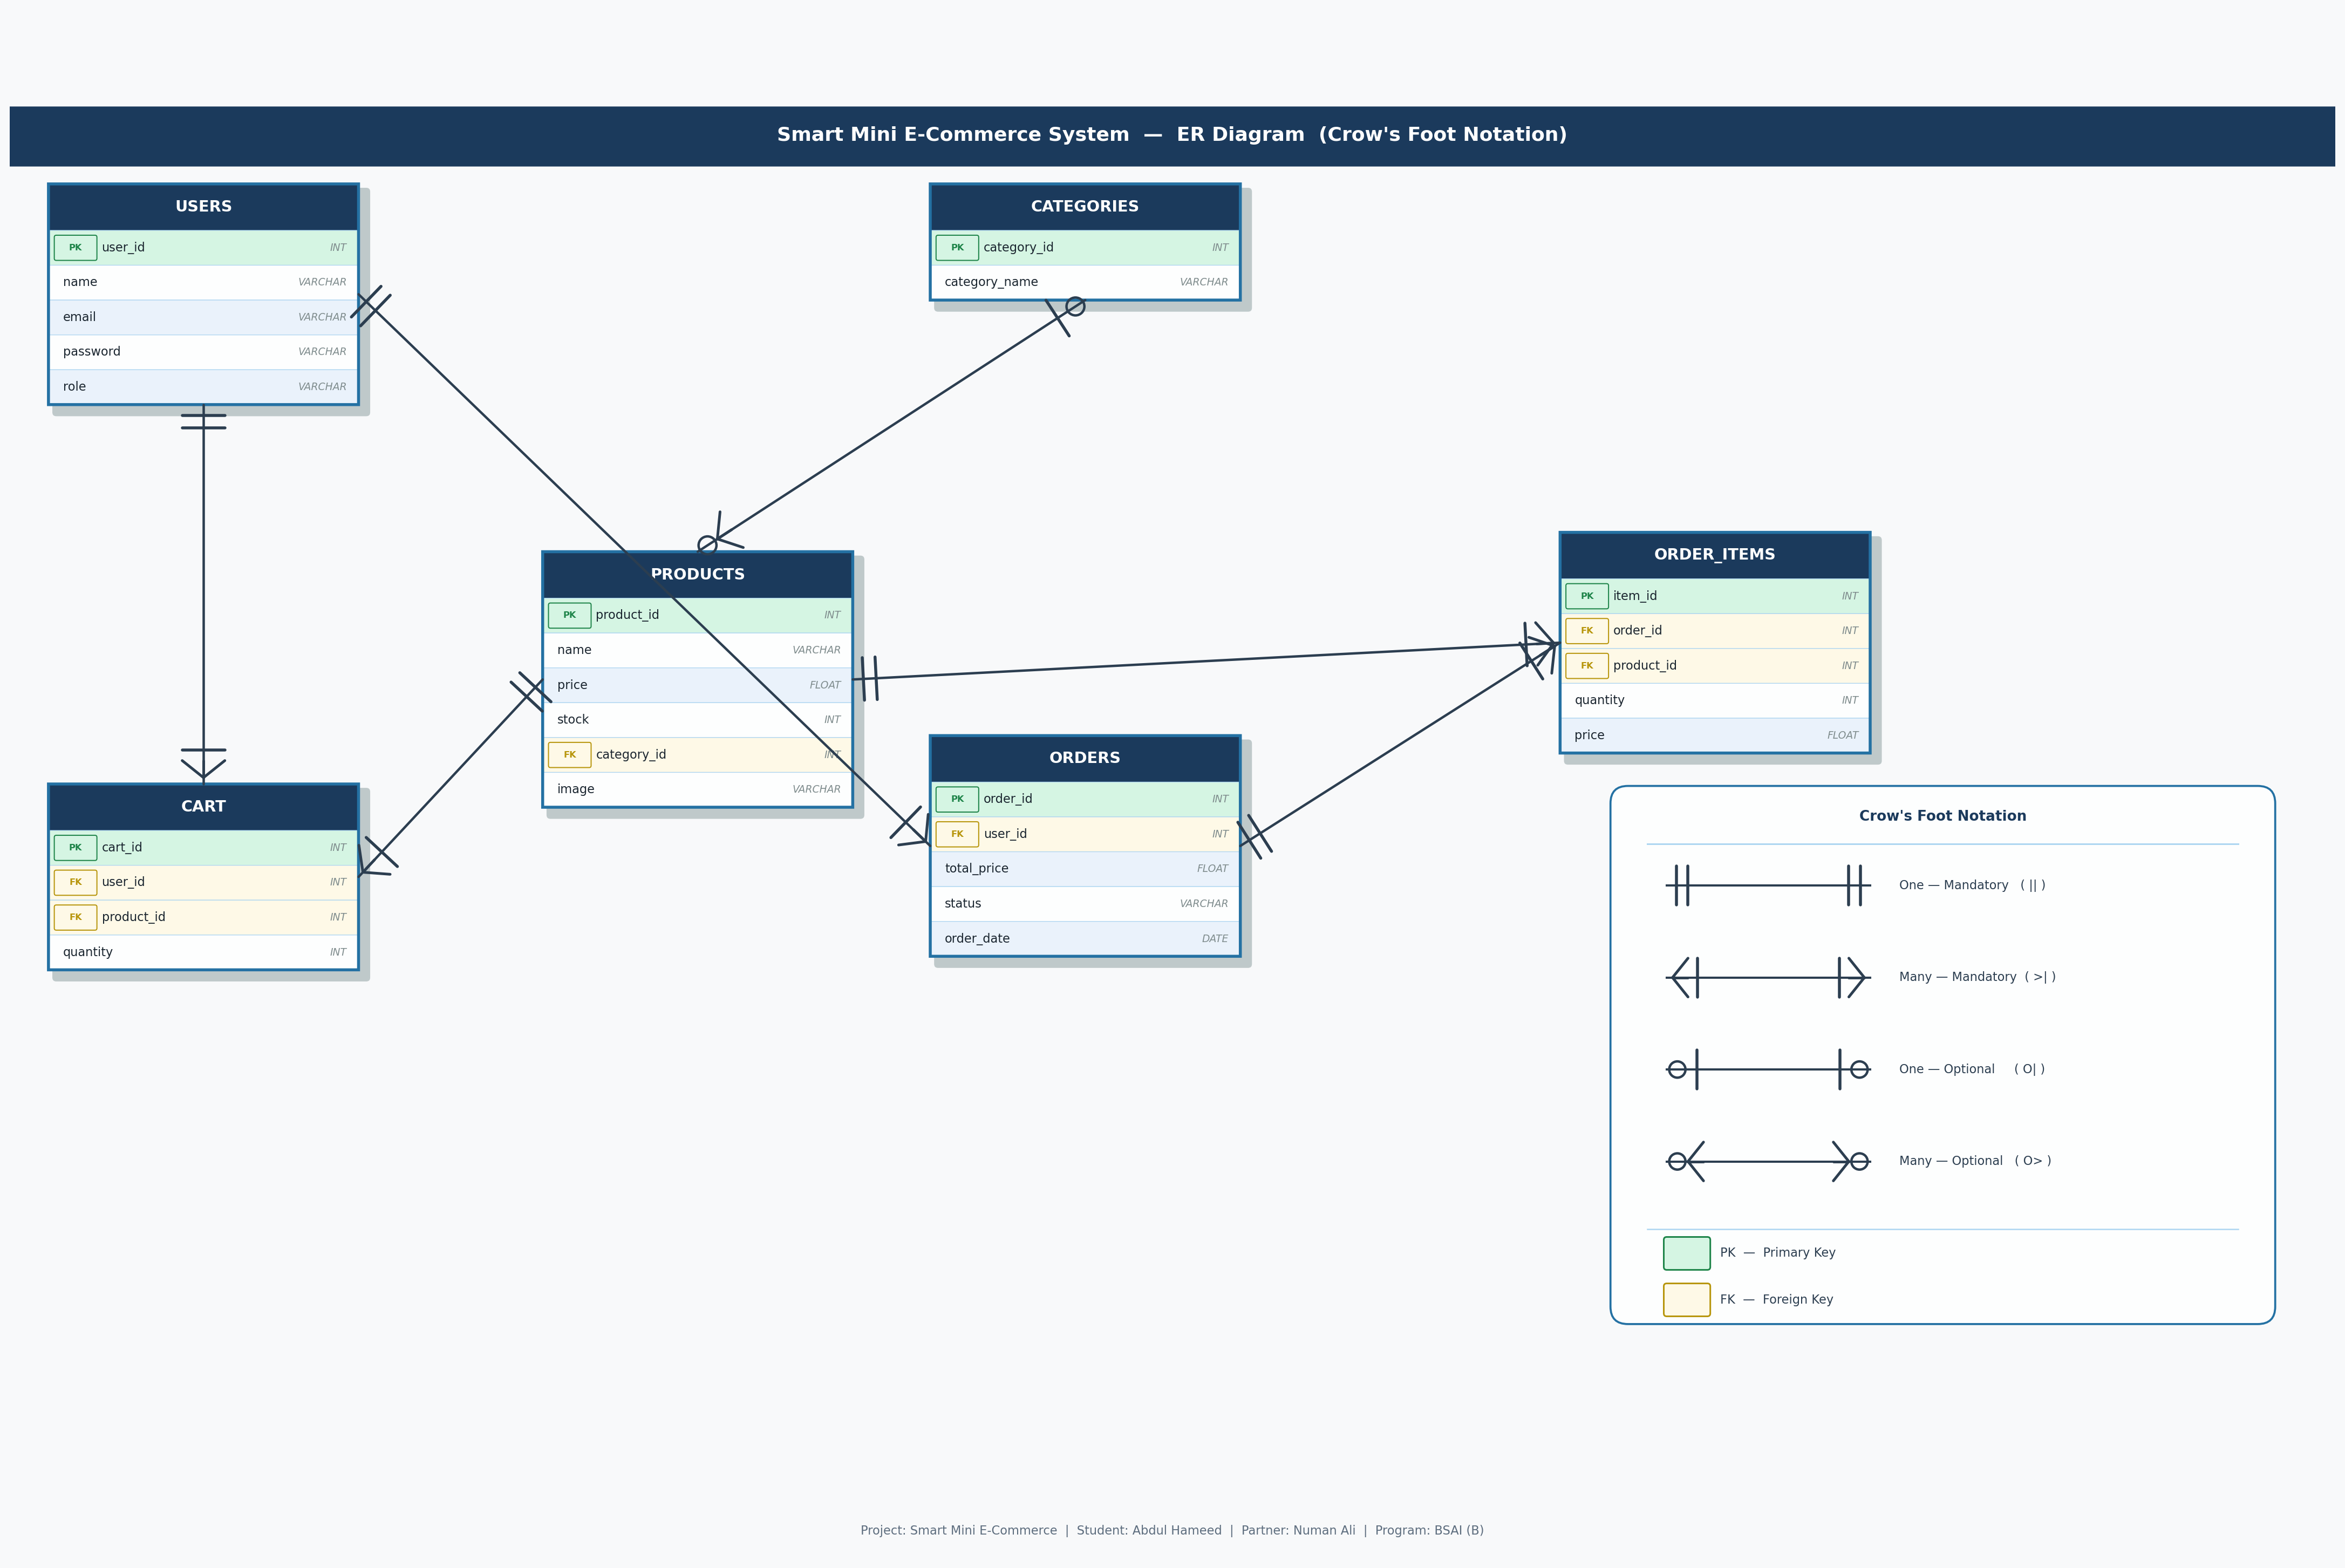 Smart Mini E-Commerce System — ER Diagram (Crow's Foot Notation)
USERS
PK user_id INT
name VARCHAR
email VARCHAR
password VARCHAR
role VARCHAR
CATEGORIES
PK category_id INT
category_name VARCHAR
PRODUCTS
PK product_id INT
name VARCHAR
price FLOAT
stock INT
FK category_id INT
image VARCHAR
ORDER_ITEMS
PK item_id INT
FK order_id INT
FK product_id INT
quantity INT
price FLOAT
CART
PK cart_id INT
FK user_id INT
FK product_id INT
quantity INT
ORDERS
PK order_id INT
FK user_id INT
total_price FLOAT
status VARCHAR
order_date DATE
Crow's Foot Notation
One — Mandatory ( || )
Many — Mandatory ( >| )
One — Optional ( O| )
Many — Optional ( O> )
PK — Primary Key
FK — Foreign Key
Project: Smart Mini E-Commerce | Student: Abdul Hameed | Partner: Numan Ali | Program: BSAI (B)